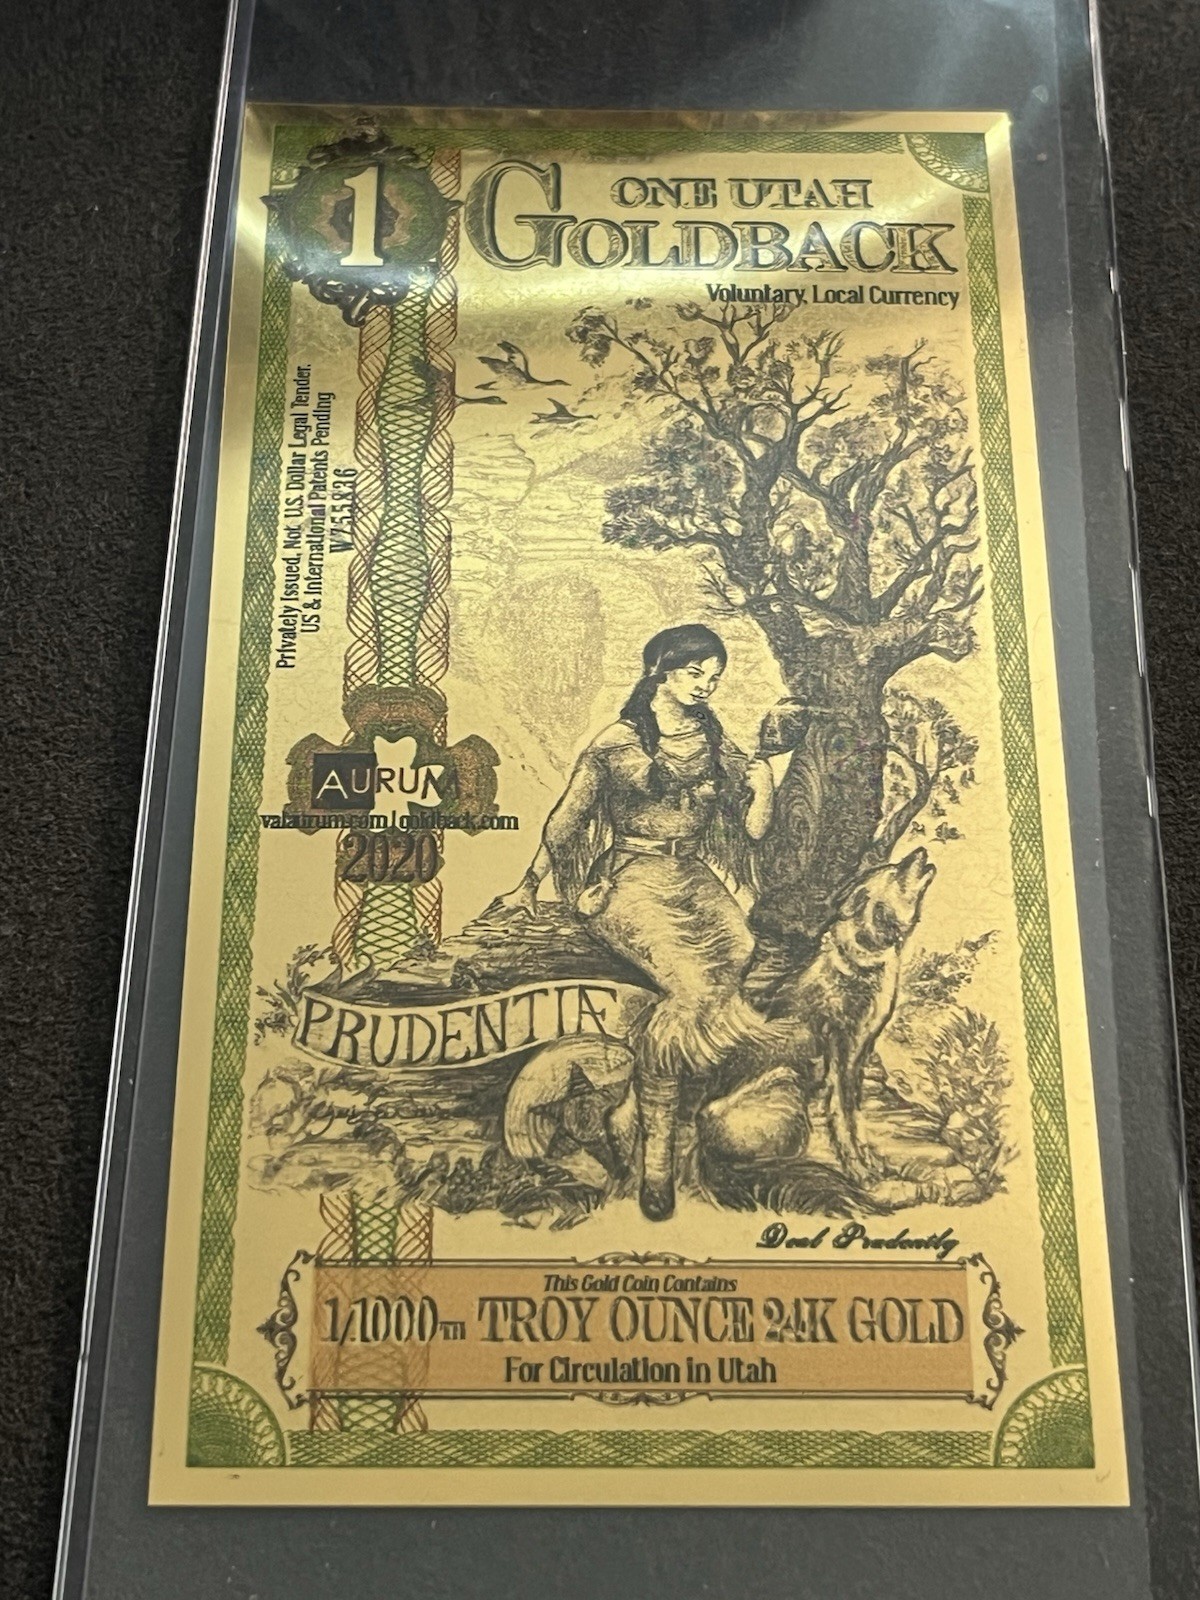 1
ONE UTAH
GOLDBACK
Voluntary, Local Currency
Privately Issued, Not U.S. Dollar Legal Tender.
US & International Patents Pending
AURUM
valaurum.com | goldback.com
2020
PRUDENTIÆ
Deal Prudently
This Gold Coin Contains
1/1000TH TROY OUNCE 24K GOLD
For Circulation in Utah